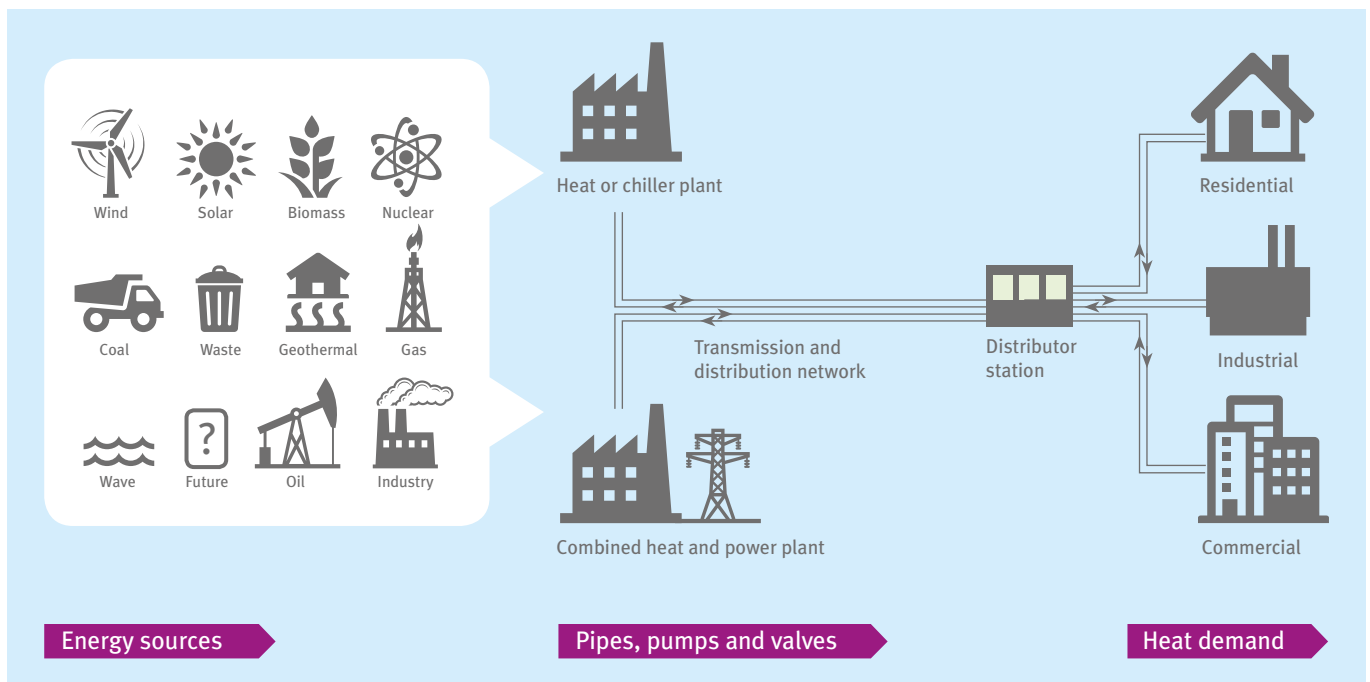 Wind
Solar
Biomass
Nuclear
Coal
Waste
Geothermal
Gas
Wave
?
Future
Oil
Industry
Heat or chiller plant
Transmission and
distribution network
Combined heat and power plant
Distributor
station
Residential
Industrial
Commercial
Energy sources
Pipes, pumps and valves
Heat demand